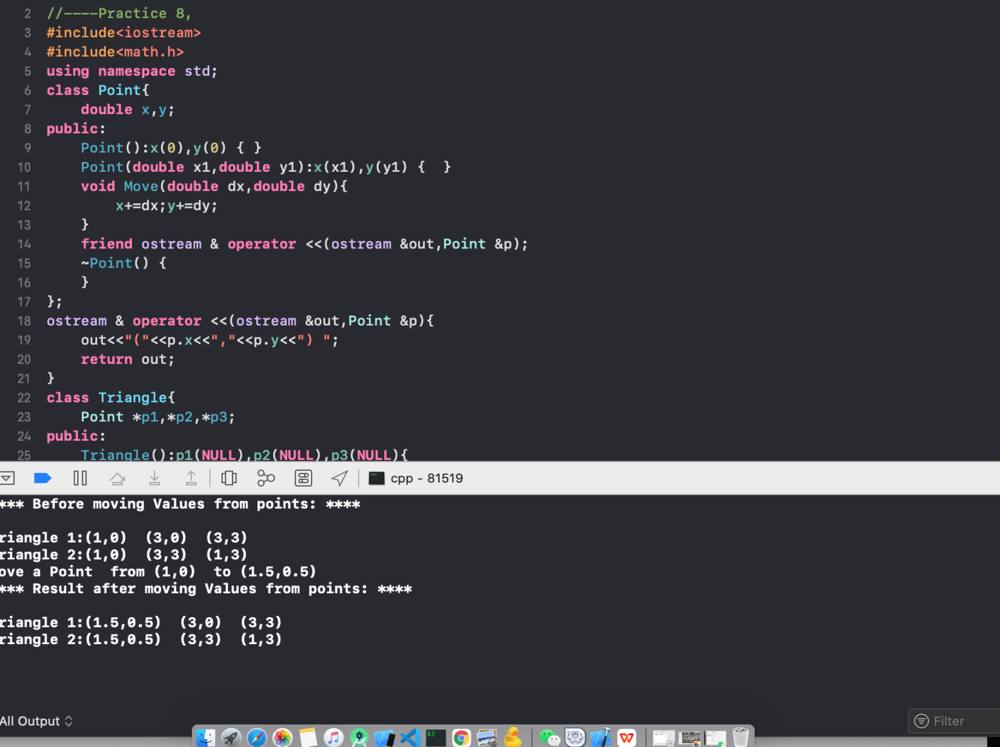 2 //----Practice 8,
3 #include<iostream>
4 #include<math.h>
5 using namespace std;
6 class Point{
7     double x,y;
8 public:
9     Point():x(0),y(0) { }
10     Point(double x1,double y1):x(x1),y(y1) {  }
11     void Move(double dx,double dy){
12         x+=dx;y+=dy;
13     }
14     friend ostream & operator <<(ostream &out,Point &p);
15     ~Point() {
16     }
17 };
18 ostream & operator <<(ostream &out,Point &p){
19     out<<"("<<p.x<<","<<p.y<<") ";
20     return out;
21 }
22 class Triangle{
23     Point *p1,*p2,*p3;
24 public:
25     Triangle():p1(NULL),p2(NULL),p3(NULL){
cpp - 81519
*** Before moving Values from points: ****
riangle 1:(1,0)  (3,0)  (3,3)
riangle 2:(1,0)  (3,3)  (1,3)
ove a Point  from (1,0)  to (1.5,0.5)
*** Result after moving Values from points: ****
riangle 1:(1.5,0.5)  (3,0)  (3,3)
riangle 2:(1.5,0.5)  (3,3)  (1,3)
All Output
Filter